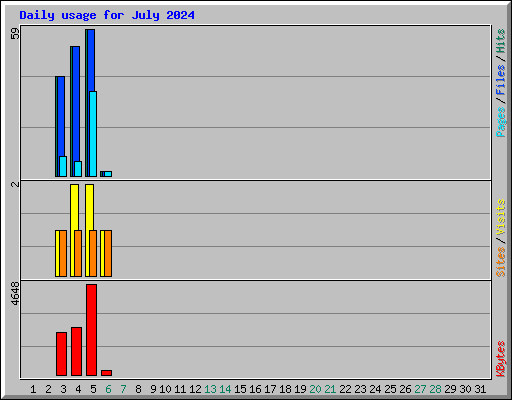 Daily usage for July 2024
59
Pages/Files/Hits
2
Sites/Visits
4648
KBytes
1 2 3 4 5 6 7 8 9 10 11 12 13 14 15 16 17 18 19 20 21 22 23 24 25 26 27 28 29 30 31